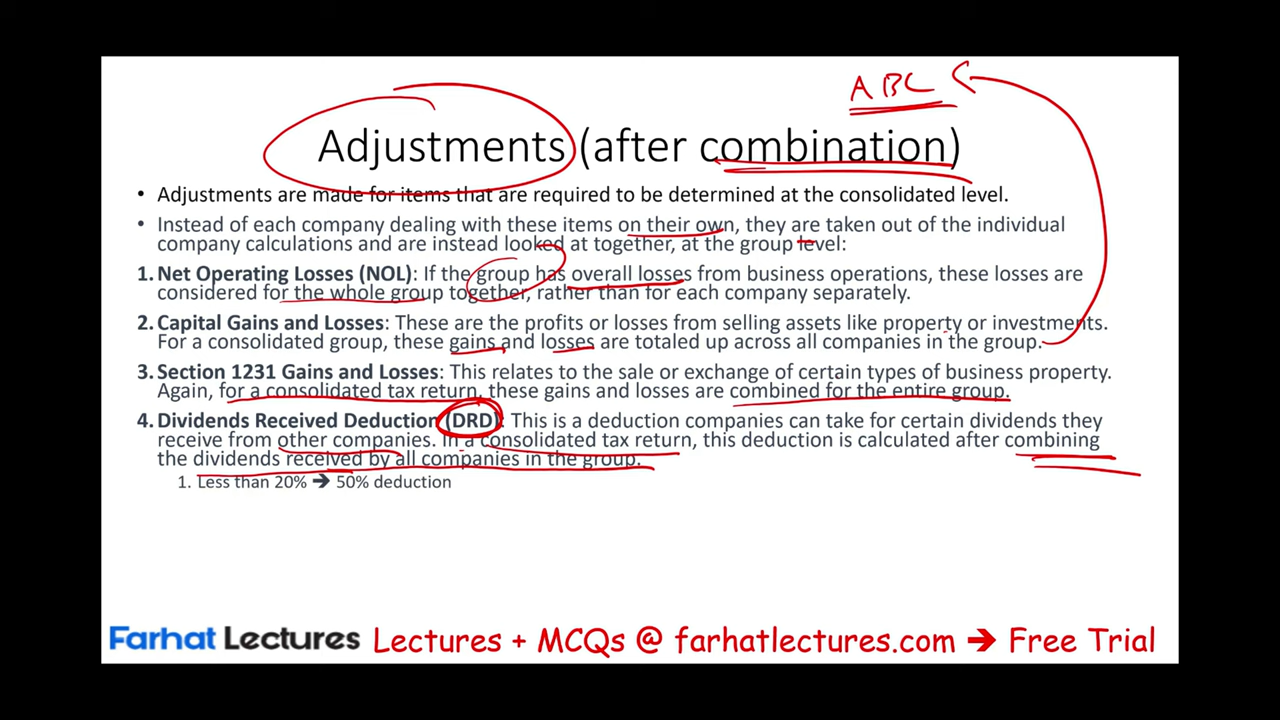 ABC
Adjustments (after combination)
• Adjustments are made for items that are required to be determined at the consolidated level.
• Instead of each company dealing with these items on their own, they are taken out of the individual
company calculations and are instead looked at together, at the group level:
1. Net Operating Losses (NOL): If the group has overall losses from business operations, these losses are
considered for the whole group together, rather than for each company separately.
2. Capital Gains and Losses: These are the profits or losses from selling assets like property or investments.
For a consolidated group, these gains and losses are totaled up across all companies in the group.
3. Section 1231 Gains and Losses: This relates to the sale or exchange of certain types of business property.
Again, for a consolidated tax return, these gains and losses are combined for the entire group.
4. Dividends Received Deduction (DRD): This is a deduction companies can take for certain dividends they
receive from other companies. In a consolidated tax return, this deduction is calculated after combining
the dividends received by all companies in the group.
1. Less than 20% ➔ 50% deduction
Farhat Lectures Lectures + MCQs @ farhatlectures.com ➔ Free Trial